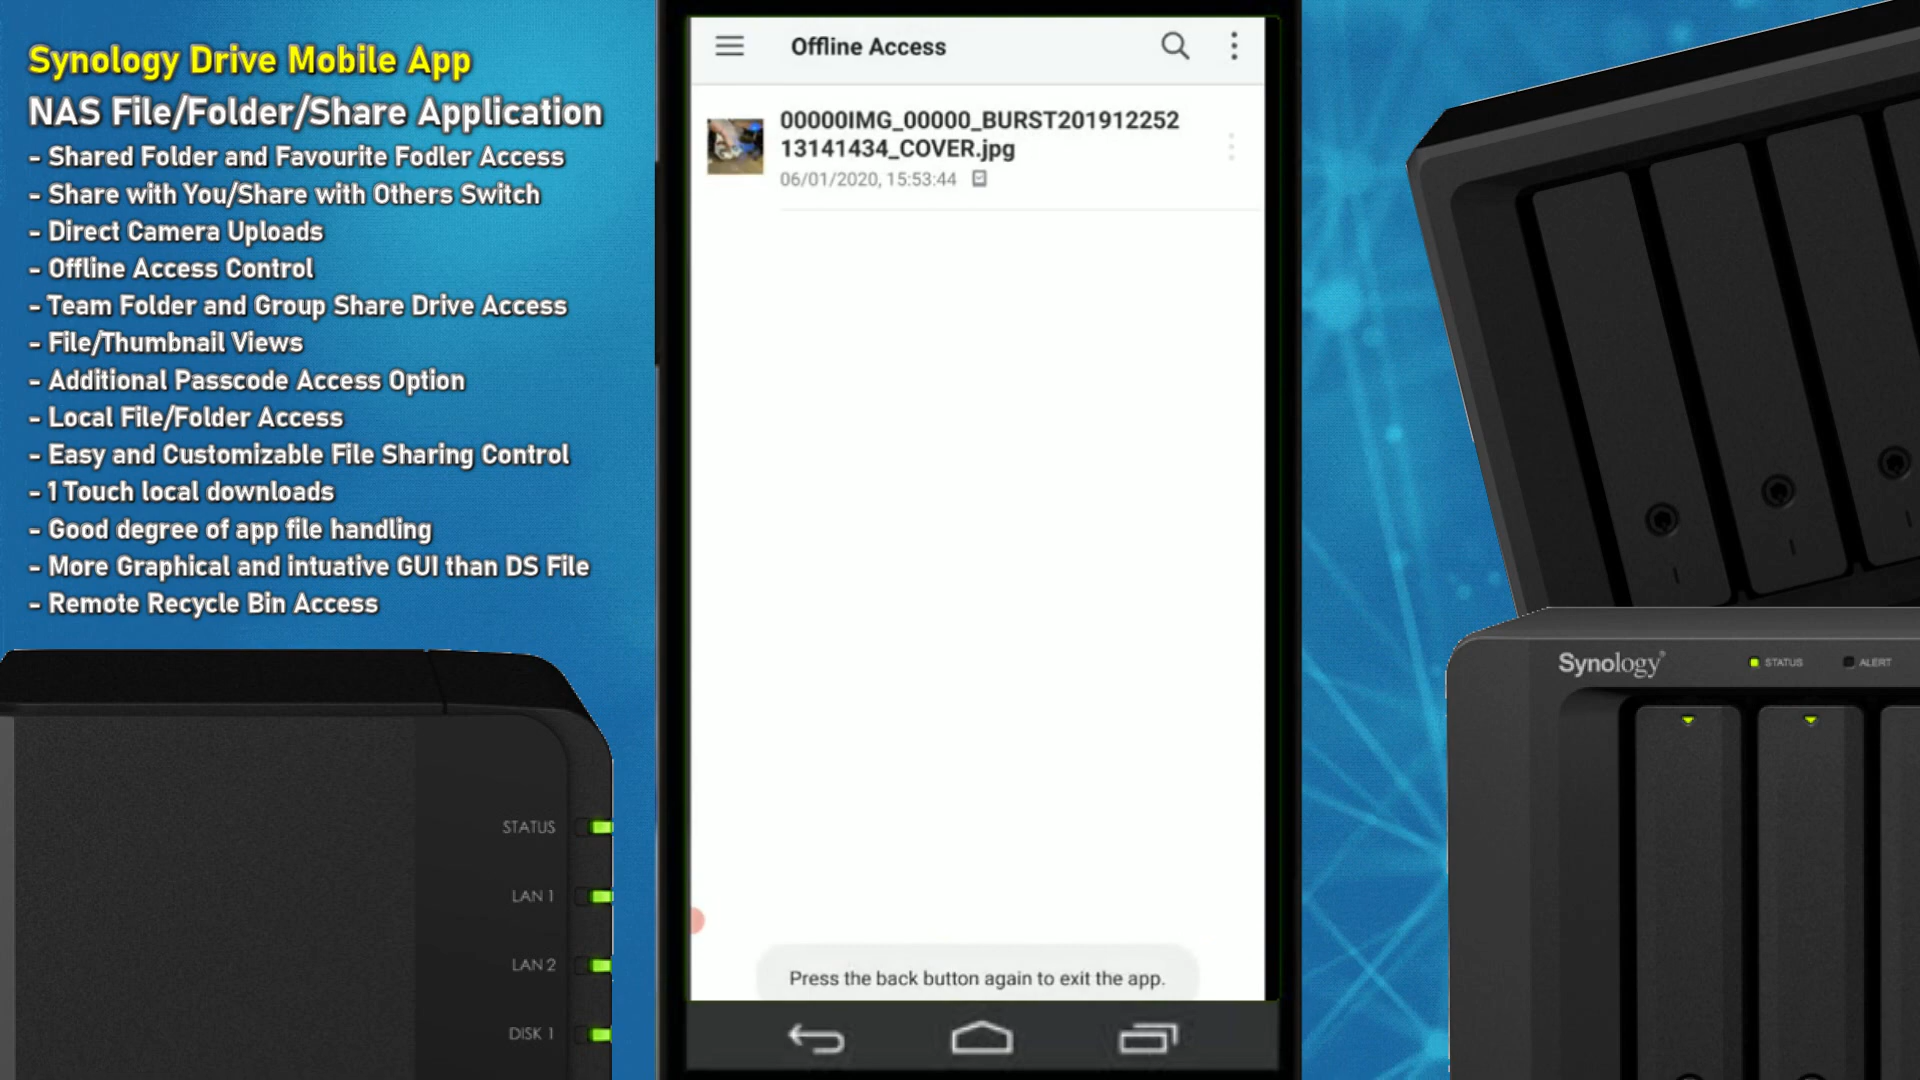 Synology Drive Mobile App
NAS File/Folder/Share Application
- Shared Folder and Favourite Fodler Access
- Share with You/Share with Others Switch
- Direct Camera Uploads
- Offline Access Control
- Team Folder and Group Share Drive Access
- File/Thumbnail Views
- Additional Passcode Access Option
- Local File/Folder Access
- Easy and Customizable File Sharing Control
- 1 Touch local downloads
- Good degree of app file handling
- More Graphical and intuative GUI than DS File
- Remote Recycle Bin Access
STATUS
LAN 1
LAN 2
DISK 1
Offline Access
00000IMG_00000_BURST201912252
13141434_COVER.jpg
06/01/2020, 15:53:44
Press the back button again to exit the app.
Synology®
STATUS
ALERT